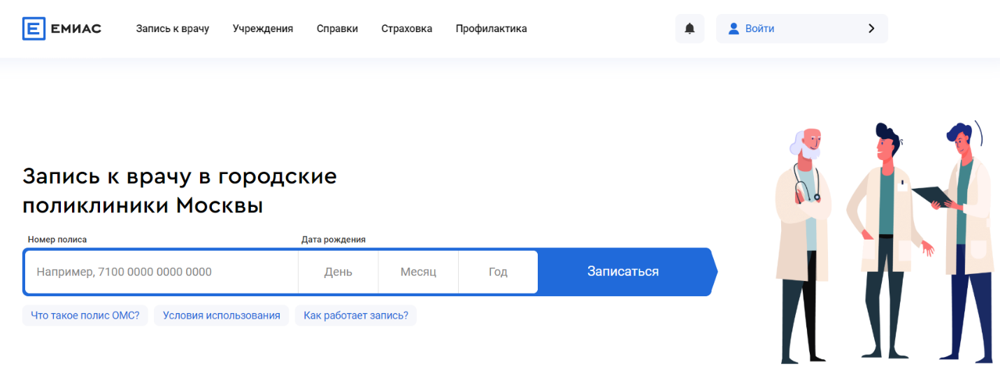 ЕМИАС Запись к врачу Учреждения Справки Страховка Профилактика Войти
Запись к врачу в городские
поликлиники Москвы
Номер полиса Дата рождения
Например, 7100 0000 0000 0000 День Месяц Год Записаться
Что такое полис ОМС? Условия использования Как работает запись?